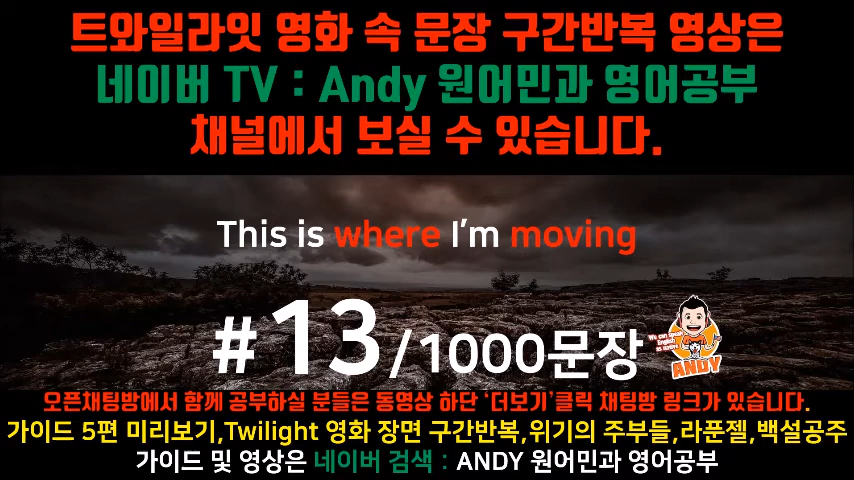 트와일라잇 영화 속 문장 구간반복 영상은
네이버 TV : Andy 원어민과 영어공부
채널에서 보실 수 있습니다.
This is where I'm moving
#13/1000문장
We can speak
English
as native
ANDY
오픈채팅방에서 함께 공부하실 분들은 동영상 하단 '더보기'클릭 채팅방 링크가 있습니다.
가이드 5편 미리보기,Twilight 영화 장면 구간반복,위기의 주부들,라푼젤,백설공주
가이드 및 영상은 네이버 검색 : ANDY 원어민과 영어공부